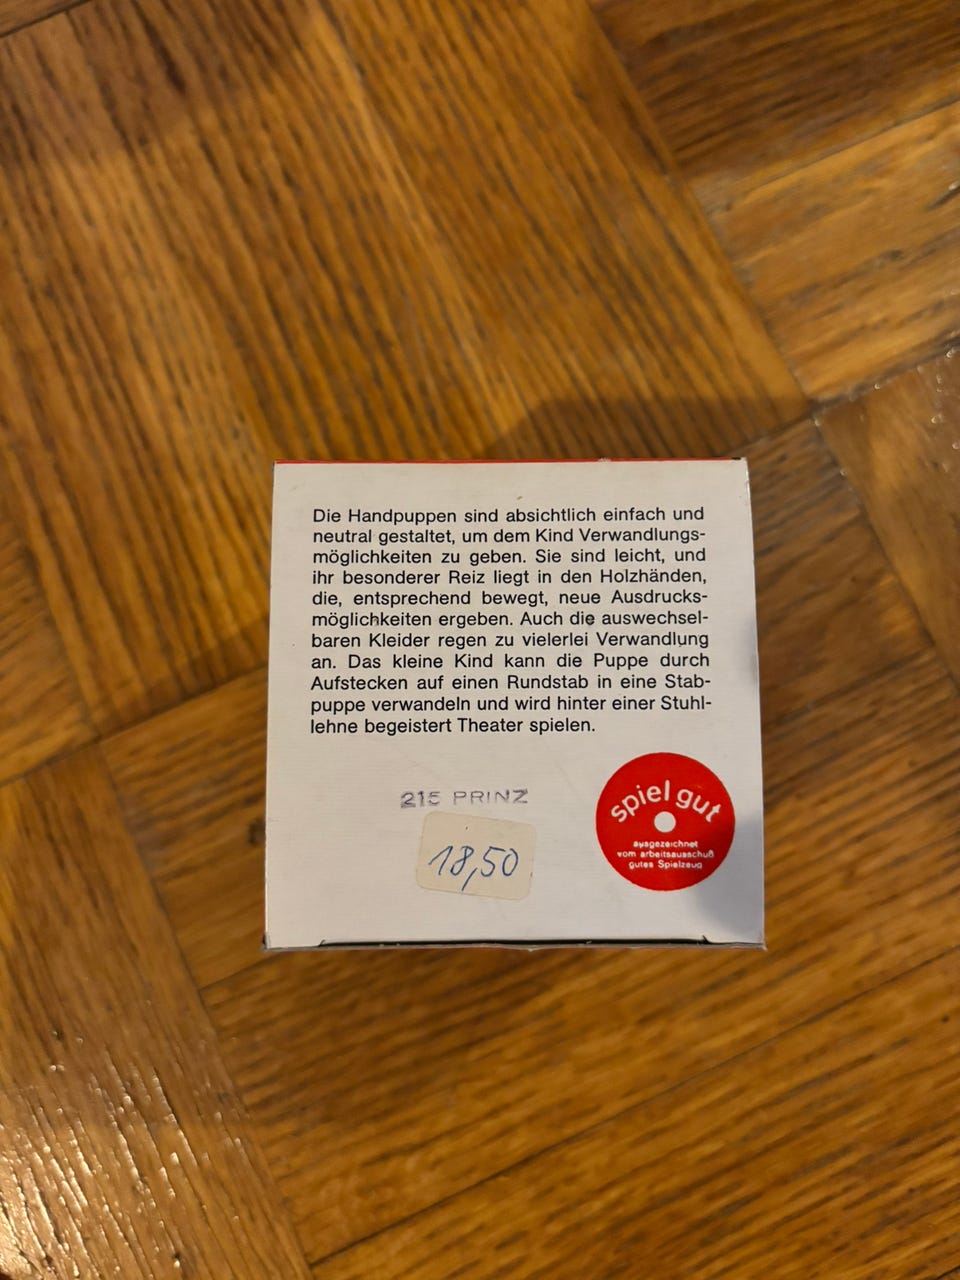 Die Handpuppen sind absichtlich einfach und
neutral gestaltet, um dem Kind Verwandlungs-
möglichkeiten zu geben. Sie sind leicht, und
ihr besonderer Reiz liegt in den Holzhänden,
die, entsprechend bewegt, neue Ausdrucks-
möglichkeiten ergeben. Auch die auswechsel-
baren Kleider regen zu vielerlei Verwandlung
an. Das kleine Kind kann die Puppe durch
Aufstecken auf einen Rundstab in eine Stab-
puppe verwandeln und wird hinter einer Stuhl-
lehne begeistert Theater spielen.
215 PRINZ
18,50
spiel gut
ausgezeichnet
vom arbeitsausschuß
gutes Spielzeug